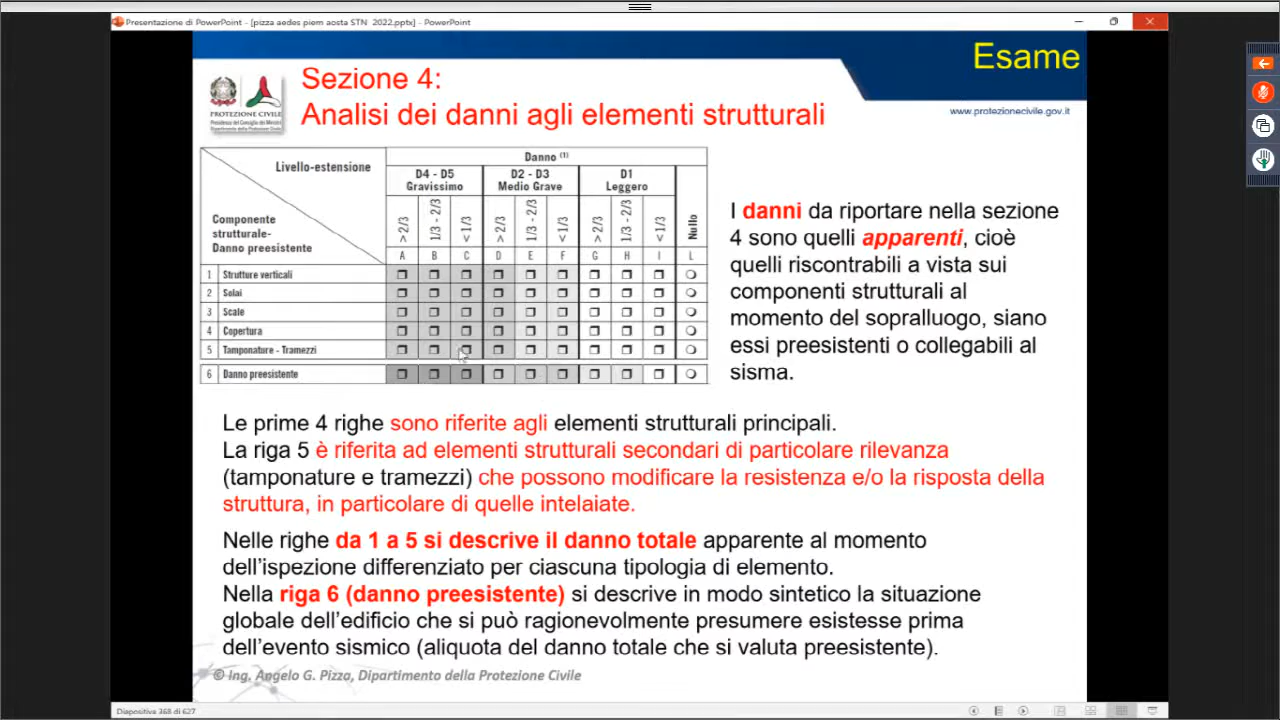 Presentazione di PowerPoint - [pizza aedes piem aosta STN_2022.pptx] - PowerPoint
Esame
Sezione 4:
Analisi dei danni agli elementi strutturali
PROTEZIONE CIVILE
Presidenza del Consiglio dei Ministri
Dipartimento della Protezione Civile
www.protezionecivile.gov.it
Livello-estensione
Componente
strutturale-
Danno preesistente
Danno (1)
D4 - D5
Gravissimo
D2 - D3
Medio Grave
D1
Leggero
Nullo
> 2/3
1/3 - 2/3
< 1/3
> 2/3
1/3 - 2/3
< 1/3
> 2/3
1/3 - 2/3
< 1/3
A B C D E F G H I L
1 Strutture verticali
2 Solai
3 Scale
4 Copertura
5 Tamponature - Tramezzi
6 Danno preesistente
I danni da riportare nella sezione
4 sono quelli apparenti, cioè
quelli riscontrabili a vista sui
componenti strutturali al
momento del sopralluogo, siano
essi preesistenti o collegabili al
sisma.
Le prime 4 righe sono riferite agli elementi strutturali principali.
La riga 5 è riferita ad elementi strutturali secondari di particolare rilevanza
(tamponature e tramezzi) che possono modificare la resistenza e/o la risposta della
struttura, in particolare di quelle intelaiate.
Nelle righe da 1 a 5 si descrive il danno totale apparente al momento
dell'ispezione differenziato per ciascuna tipologia di elemento.
Nella riga 6 (danno preesistente) si descrive in modo sintetico la situazione
globale dell'edificio che si può ragionevolmente presumere esistesse prima
dell'evento sismico (aliquota del danno totale che si valuta preesistente).
© Ing. Angelo G. Pizza, Dipartimento della Protezione Civile
Diapositiva 368 di 627